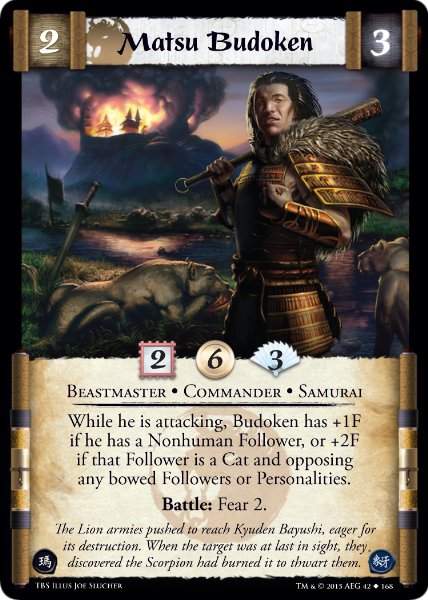 2 Matsu Budoken 3
2 6 3
Beastmaster • Commander • Samurai
While he is attacking, Budoken has +1F
if he has a Nonhuman Follower, or +2F
if that Follower is a Cat and opposing
any bowed Followers or Personalities.
Battle: Fear 2.
The Lion armies pushed to reach Kyuden Bayushi, eager for
its destruction. When the target was at last in sight, they
discovered the Scorpion had burned it to thwart them.
TBS Illus Joe Slucher TM & © 2015 AEG 42 ◆ 168